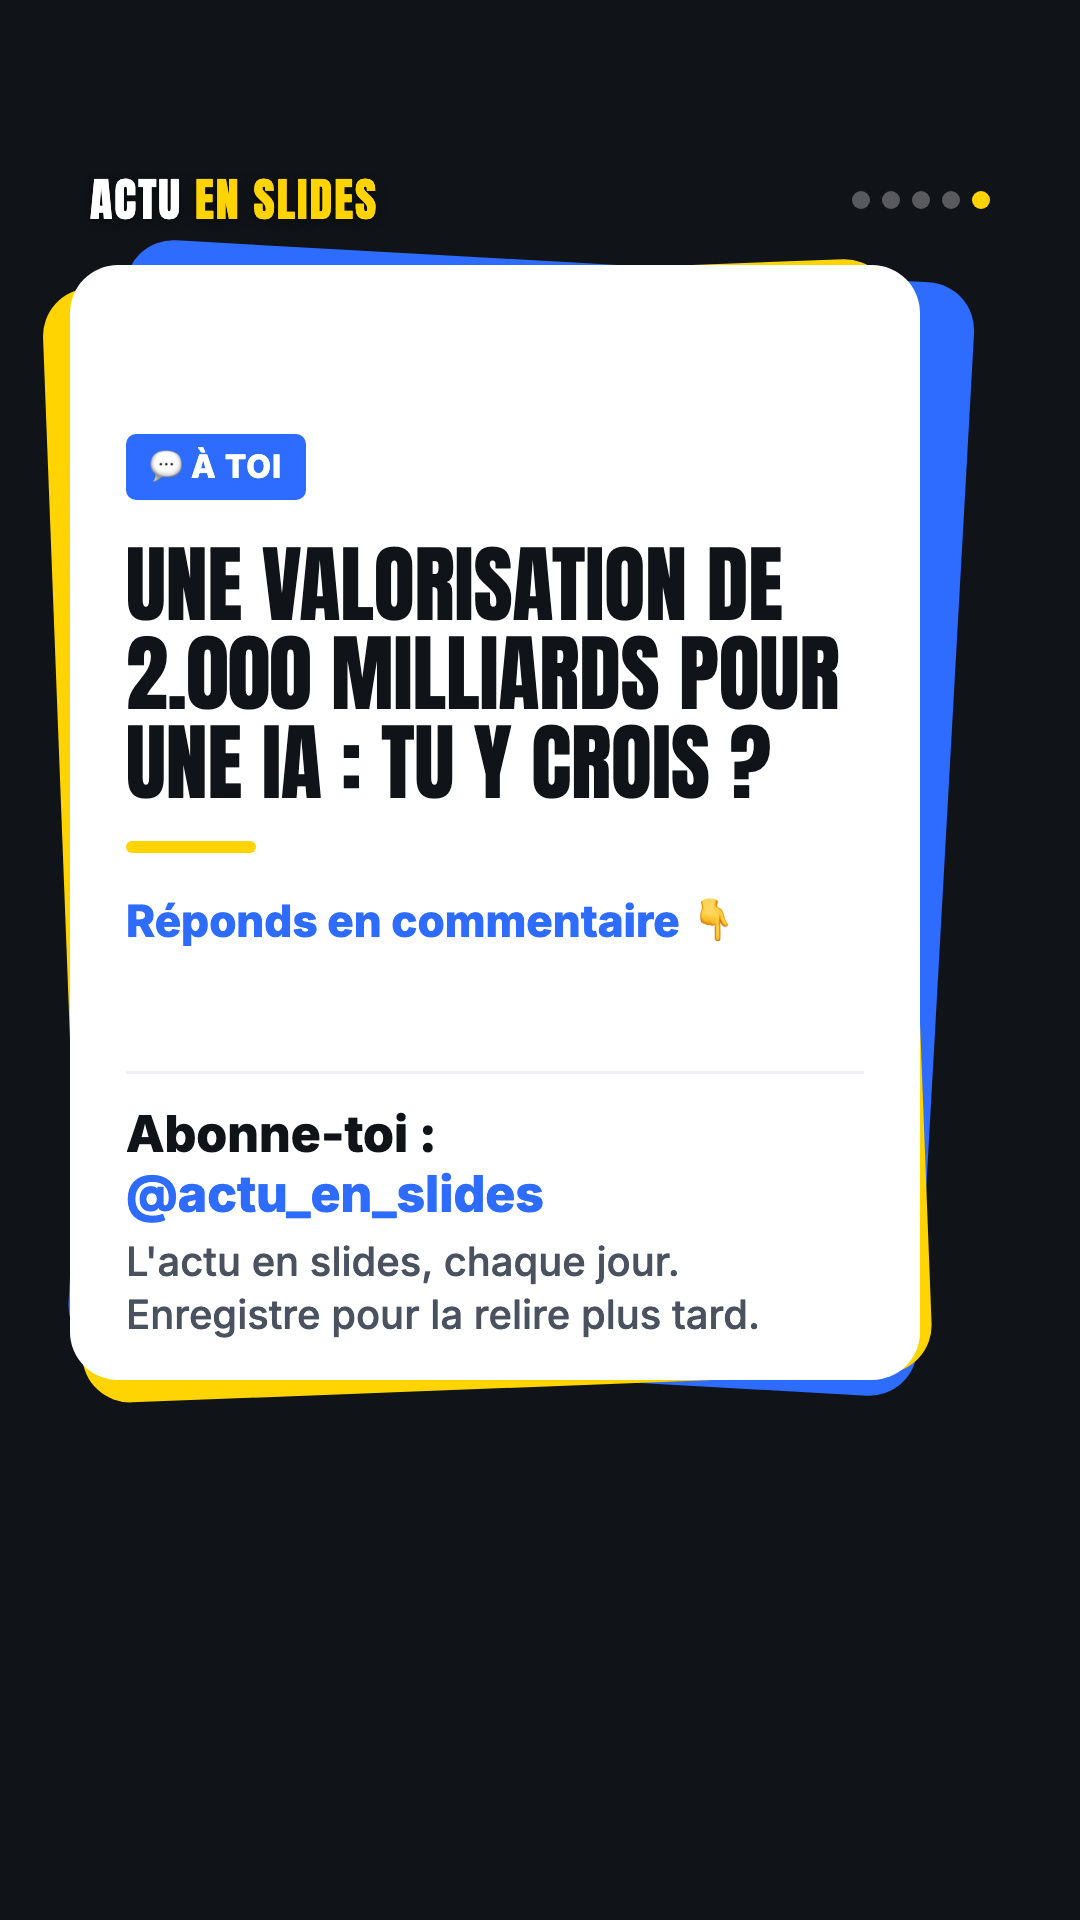 ACTU EN SLIDES
💬 À TOI
UNE VALORISATION DE
2.000 MILLIARDS POUR
UNE IA : TU Y CROIS ?
Réponds en commentaire 👇
Abonne-toi :
@actu_en_slides
L'actu en slides, chaque jour.
Enregistre pour la relire plus tard.